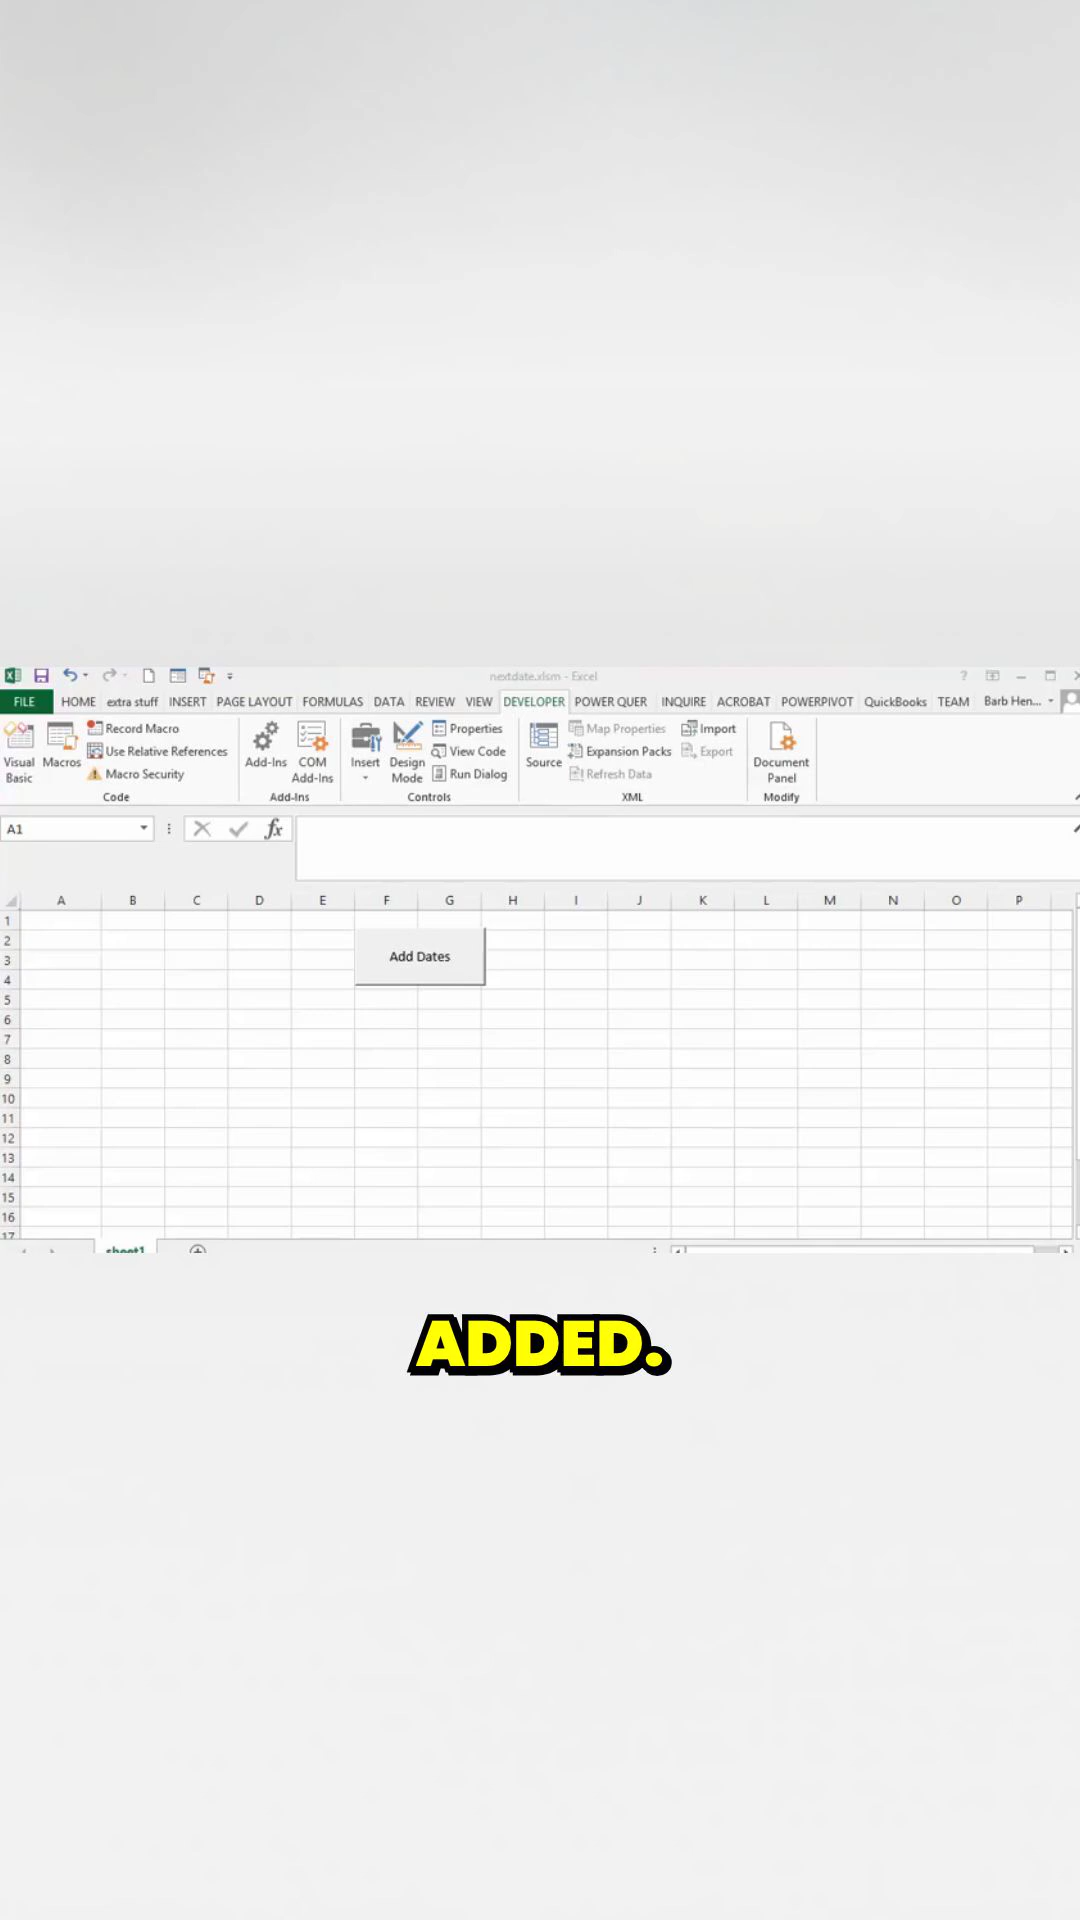 nextdate.xlsm - Excel
?
FILE HOME extra stuff INSERT PAGE LAYOUT FORMULAS DATA REVIEW VIEW DEVELOPER POWER QUER INQUIRE ACROBAT POWERPIVOT QuickBooks TEAM Barb Hen...
Record Macro Properties Map Properties Import
Use Relative References View Code Expansion Packs Export
Macro Security Run Dialog Refresh Data
Visual Basic Macros Add-Ins COM Add-Ins Insert Design Mode Source Document Panel
Code Add-Ins Controls XML Modify
A1 fx
A B C D E F G H I J K L M N O P
1
2
3 Add Dates
4
5
6
7
8
9
10
11
12
13
14
15
16
17
sheet1
ADDED.